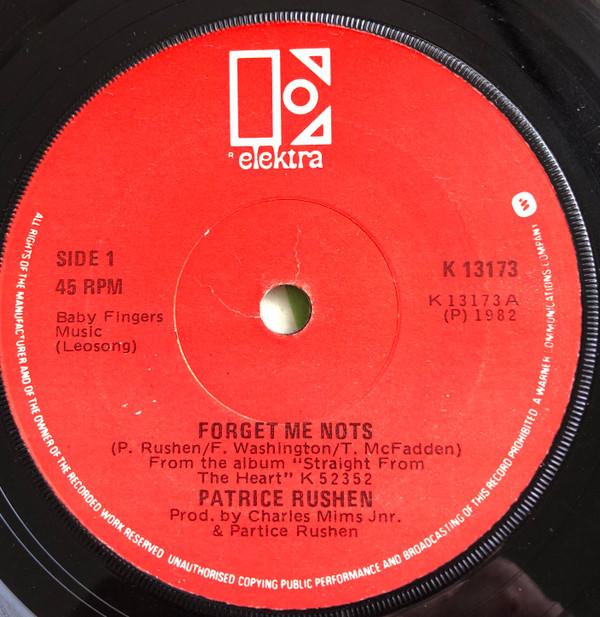 R elektra
SIDE 1
45 RPM
Baby Fingers
Music
(Leosong)
K 13173
K 13173 A
(P) 1982
FORGET ME NOTS
(P. Rushen/F. Washington/T. McFadden)
From the album "Straight From
The Heart" K 52352
PATRICE RUSHEN
Prod. by Charles Mims Jnr.
& Partice Rushen
ALL RIGHTS OF THE MANUFACTURER AND OF THE OWNER OF THE RECORDED WORK RESERVED UNAUTHORISED COPYING PUBLIC PERFORMANCE AND BROADCASTING OF THIS RECORD PROHIBITED A WARNER COMMUNICATIONS COMPANY